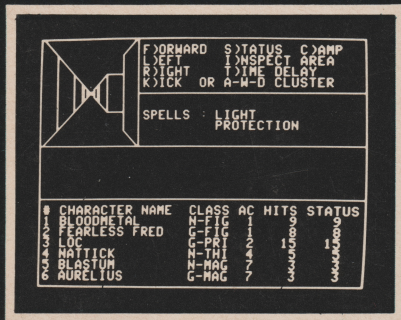 F)ORWARD S)TATUS C)AMP
L)EFT I)NSPECT AREA
R)IGHT T)IME DELAY
K)ICK OR A-W-D CLUSTER
SPELLS : LIGHT
PROTECTION
# CHARACTER NAME CLASS AC HITS STATUS
1 BLOODMETAL N-FIG 1 9 9
2 FEARLESS FRED G-FIG 1 8 8
3 LOC G-PRI 2 15 15
4 NATTICK N-THI 4 5 5
5 BLASTUM N-MAG 7 3 3
6 AURELIUS G-MAG 7 3 3